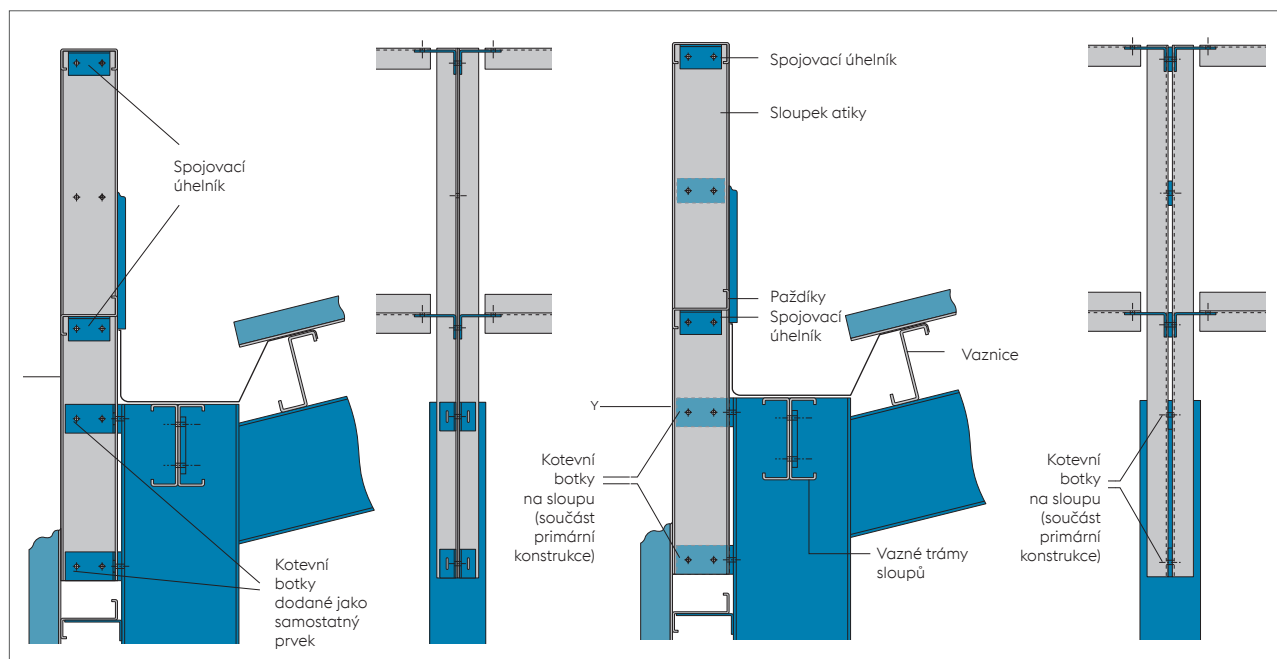 Spojovací
úhelník
Kotevní
botky
dodané jako
samostatný
prvek
Spojovací úhelník
Sloupek atiky
Paždíky
Spojovací
úhelník
Vaznice
Y
Kotevní
botky
na sloupu
(součást
primární
konstrukce)
Vazné trámy
sloupů
Kotevní
botky
na sloupu
(součást
primární
konstrukce)